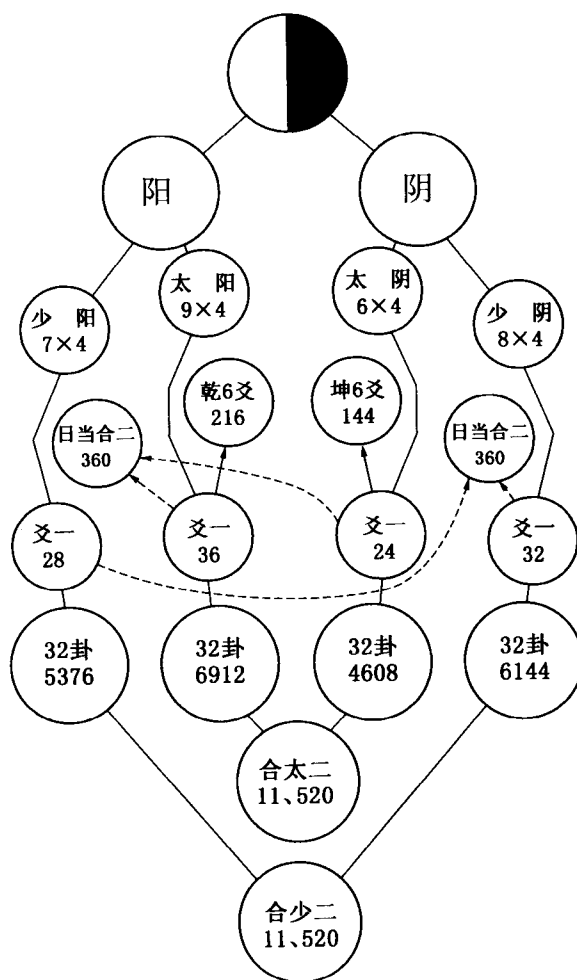 阳
阴
太 阳
9×4
太 阴
6×4
少 阳
7×4
少 阴
8×4
乾6爻
216
坤6爻
144
日当合二
360
日当合二
360
爻一
28
爻一
36
爻一
24
爻一
32
32卦
5376
32卦
6912
32卦
4608
32卦
6144
合太二
11、520
合少二
11、520